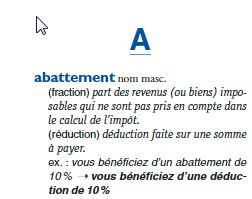 A
abattement nom masc.
(fraction) part des revenus (ou biens) impo-
sables qui ne sont pas pris en compte dans
le calcul de l'impôt.
(réduction) déduction faite sur une somme
à payer.
ex. : vous bénéficiez d'un abattement de
10 % → vous bénéficiez d'une déduc-
tion de 10 %